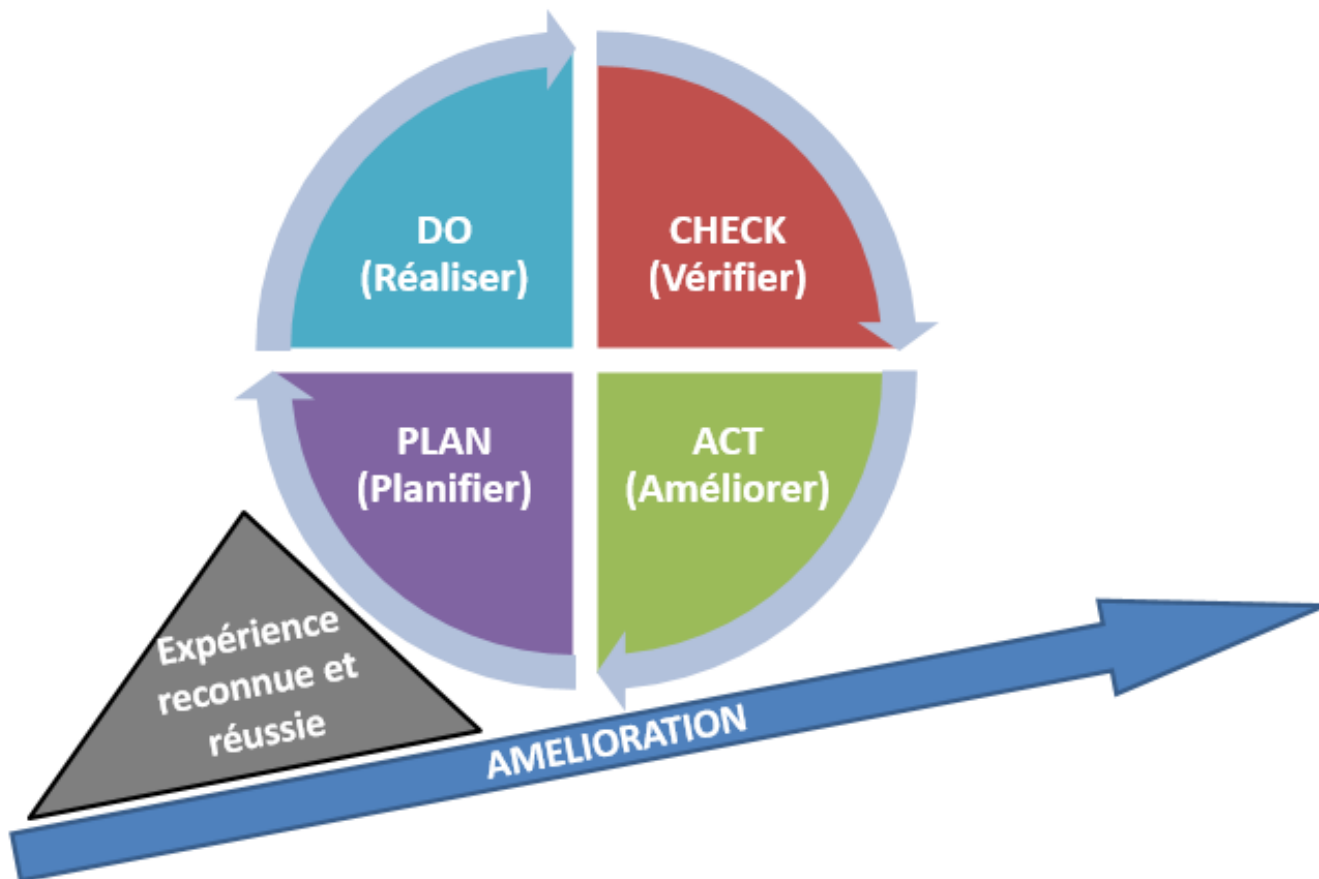 DO
(Réaliser)
CHECK
(Vérifier)
PLAN
(Planifier)
ACT
(Améliorer)
Expérience
reconnue et
réussie
AMELIORATION